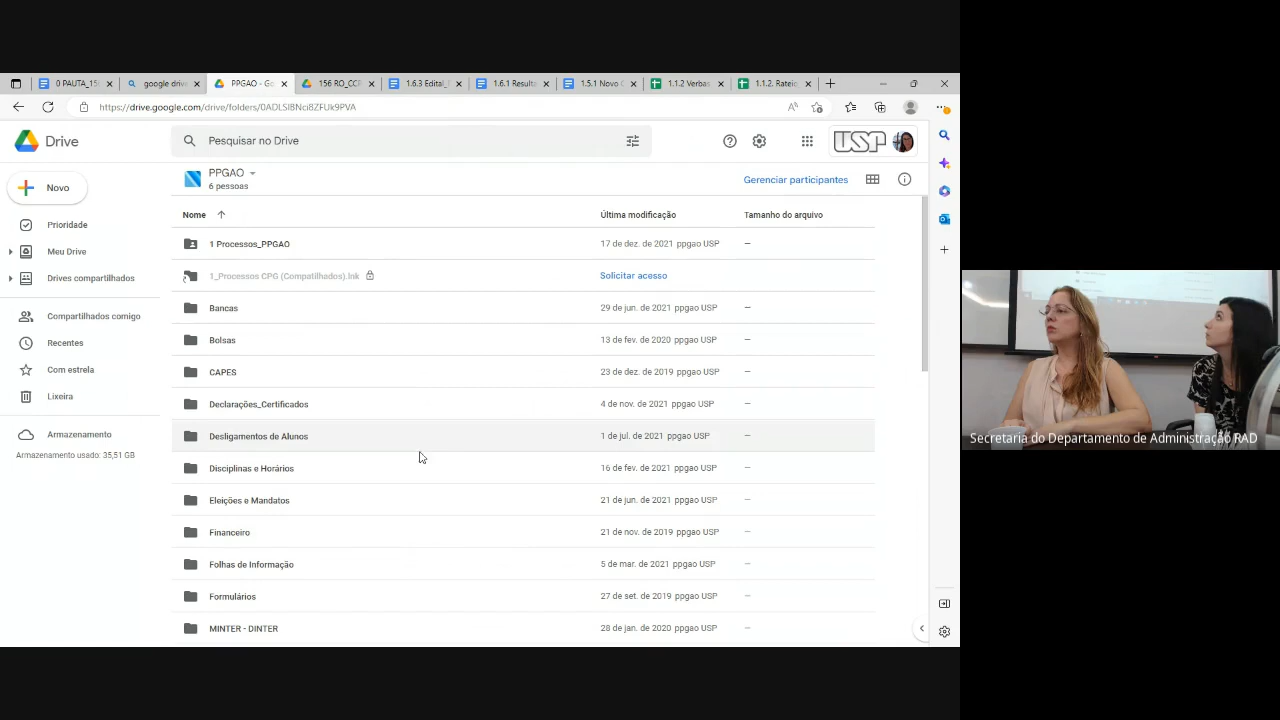 0 PAUTA_15
google drive
PPGAO - Go
156 RO_CCP
1.6.3 Edital_
1.6.1 Resulta
1.5.1 Novo
1.1.2 Verbas
1.1.2. Rateio
https://drive.google.com/drive/folders/0ADLSI8Nci8ZFUk9PVA
Drive
Pesquisar no Drive
USP
Novo
PPGAO
6 pessoas
Gerenciar participantes
Prioridade
Meu Drive
Drives compartilhados
Compartilhados comigo
Recentes
Com estrela
Lixeira
Armazenamento
Armazenamento usado: 35,51 GB
Nome Última modificação Tamanho do arquivo
1 Processos_PPGAO 17 de dez. de 2021 ppgao USP —
1_Processos CPG (Compatilhados).lnk Solicitar acesso
Bancas 29 de jun. de 2021 ppgao USP —
Bolsas 13 de fev. de 2020 ppgao USP —
CAPES 23 de dez. de 2019 ppgao USP —
Declarações_Certificados 4 de nov. de 2021 ppgao USP —
Desligamentos de Alunos 1 de jul. de 2021 ppgao USP —
Disciplinas e Horários 16 de fev. de 2021 ppgao USP —
Eleições e Mandatos 21 de jun. de 2021 ppgao USP —
Financeiro 21 de nov. de 2019 ppgao USP —
Folhas de Informação 5 de mar. de 2021 ppgao USP —
Formulários 27 de set. de 2019 ppgao USP —
MINTER - DINTER 28 de jan. de 2020 ppgao USP —
Secretaria do Departamento de Administração RAD